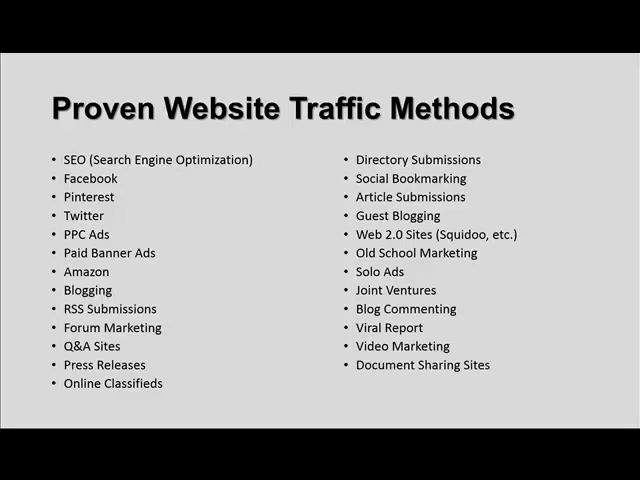 Proven Website Traffic Methods
• SEO (Search Engine Optimization)
• Facebook
• Pinterest
• Twitter
• PPC Ads
• Paid Banner Ads
• Amazon
• Blogging
• RSS Submissions
• Forum Marketing
• Q&A Sites
• Press Releases
• Online Classifieds
• Directory Submissions
• Social Bookmarking
• Article Submissions
• Guest Blogging
• Web 2.0 Sites (Squidoo, etc.)
• Old School Marketing
• Solo Ads
• Joint Ventures
• Blog Commenting
• Viral Report
• Video Marketing
• Document Sharing Sites